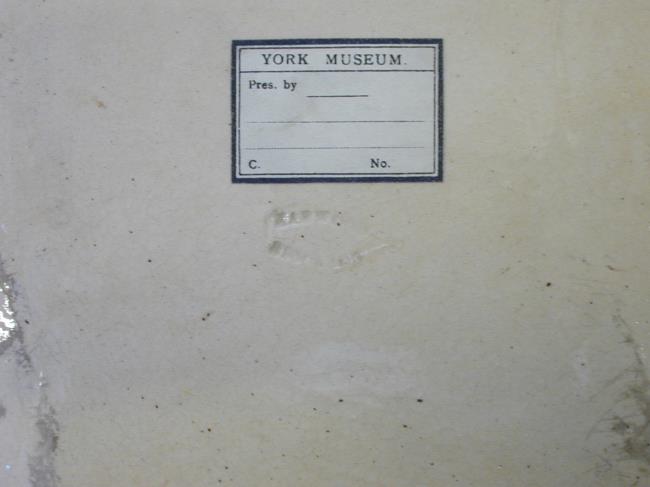 YORK MUSEUM.
Pres. by
C. No.